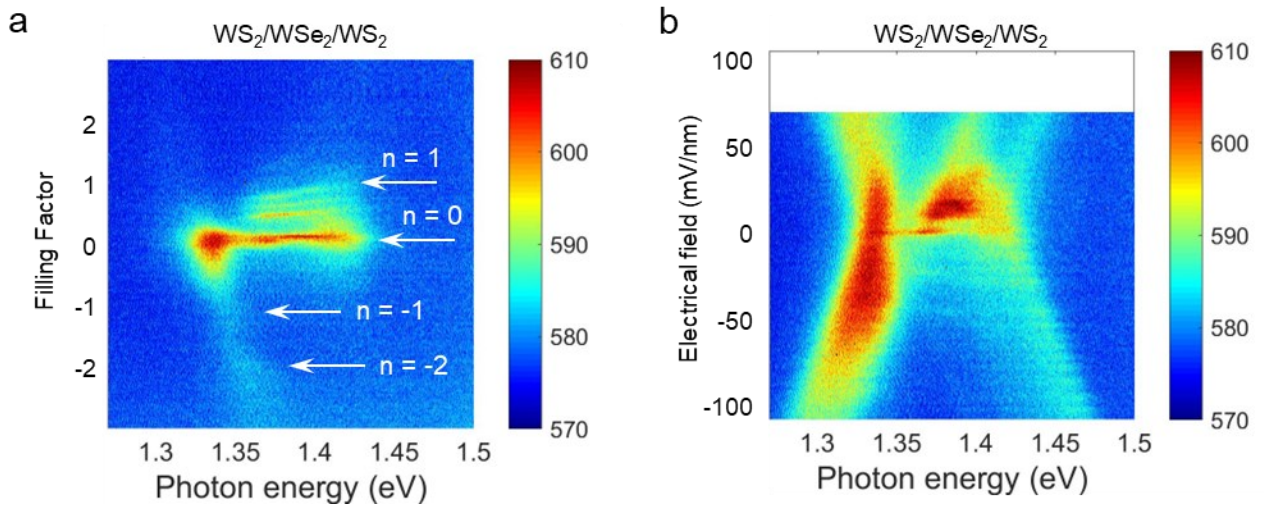 a
WS₂/WSe₂/WS₂
610
600
590
580
570
2
1
0
-1
-2
Filling Factor
n = 1
n = 0
n = -1
n = -2
1.3 1.35 1.4 1.45 1.5
Photon energy (eV)
b
WS₂/WSe₂/WS₂
100
50
0
-50
-100
Electrical field (mV/nm)
610
600
590
580
570
1.3 1.35 1.4 1.45 1.5
Photon energy (eV)